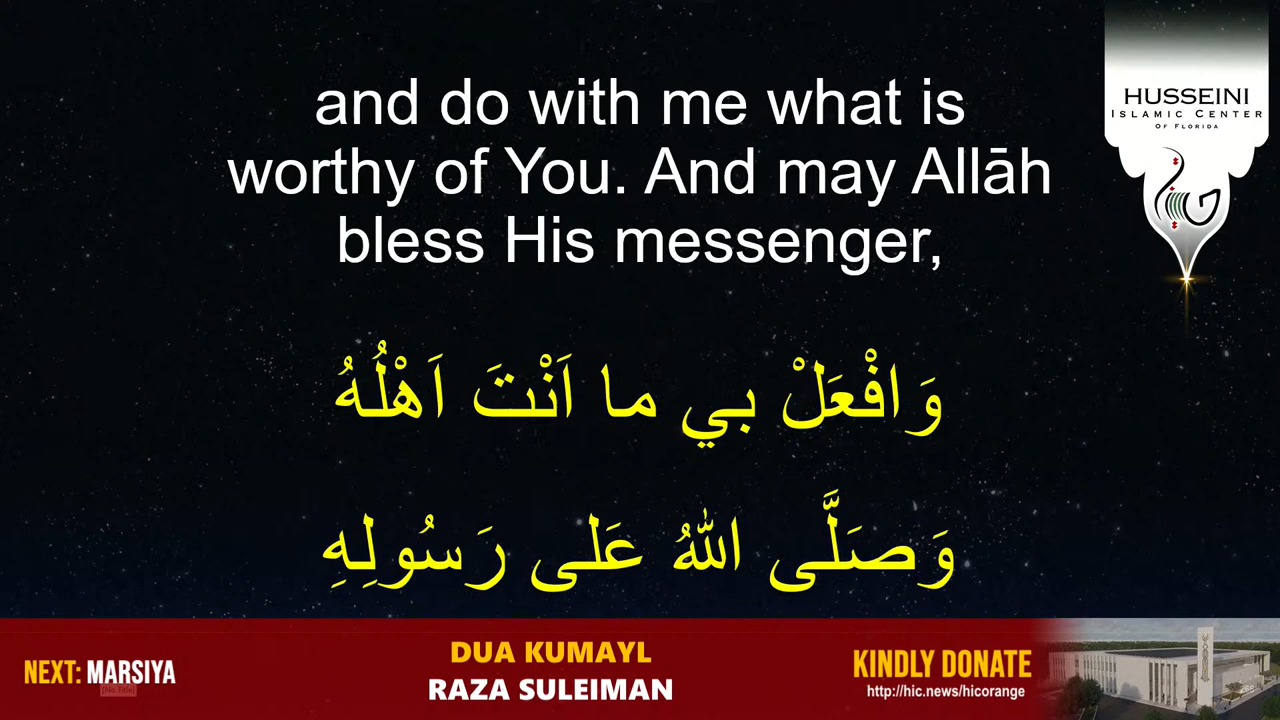 and do with me what is
worthy of You. And may Allāh
bless His messenger,
وَافْعَلْ بي ما اَنْتَ اَهْلُهُ
وَصَلَّى اللهُ عَلى رَسُولِهِ
HUSSEINI
ISLAMIC CENTER
OF FLORIDA
NEXT: MARSIYA
(No Title)
DUA KUMAYL
RAZA SULEIMAN
KINDLY DONATE
http://hic.news/hicorange